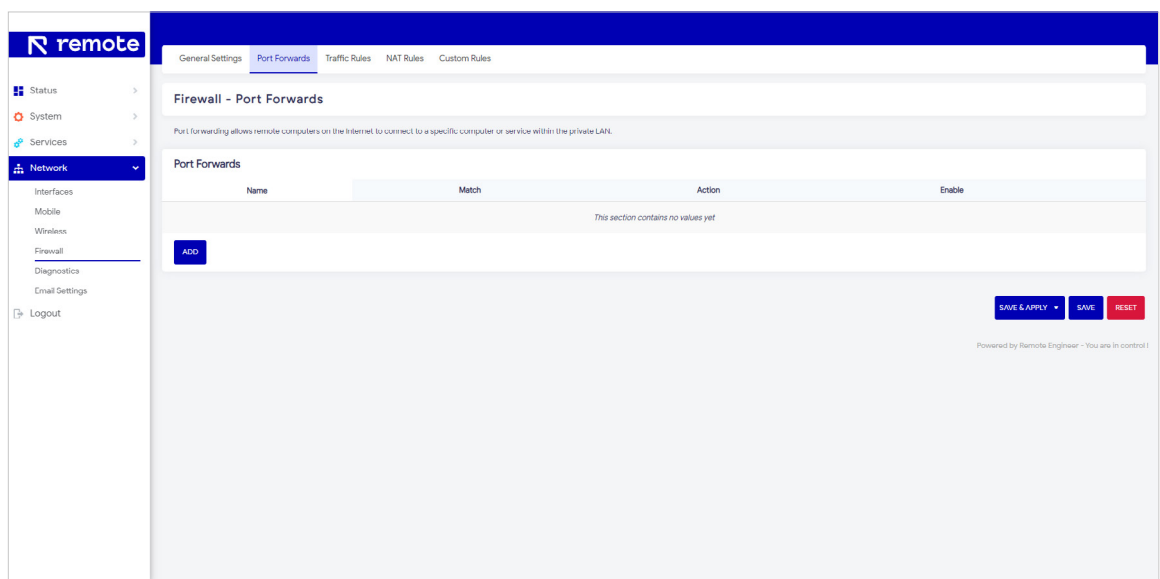 remote
General Settings Port Forwards Traffic Rules NAT Rules Custom Rules
Status
System
Services
Network
Interfaces
Mobile
Wireless
Firewall
Diagnostics
Email Settings
Logout
Firewall - Port Forwards
Port forwarding allows remote computers on the Internet to connect to a specific computer or service within the private LAN.
Port Forwards
Name Match Action Enable
This section contains no values yet
ADD
SAVE & APPLY SAVE RESET
Powered by Remote Engineer - You are in control !